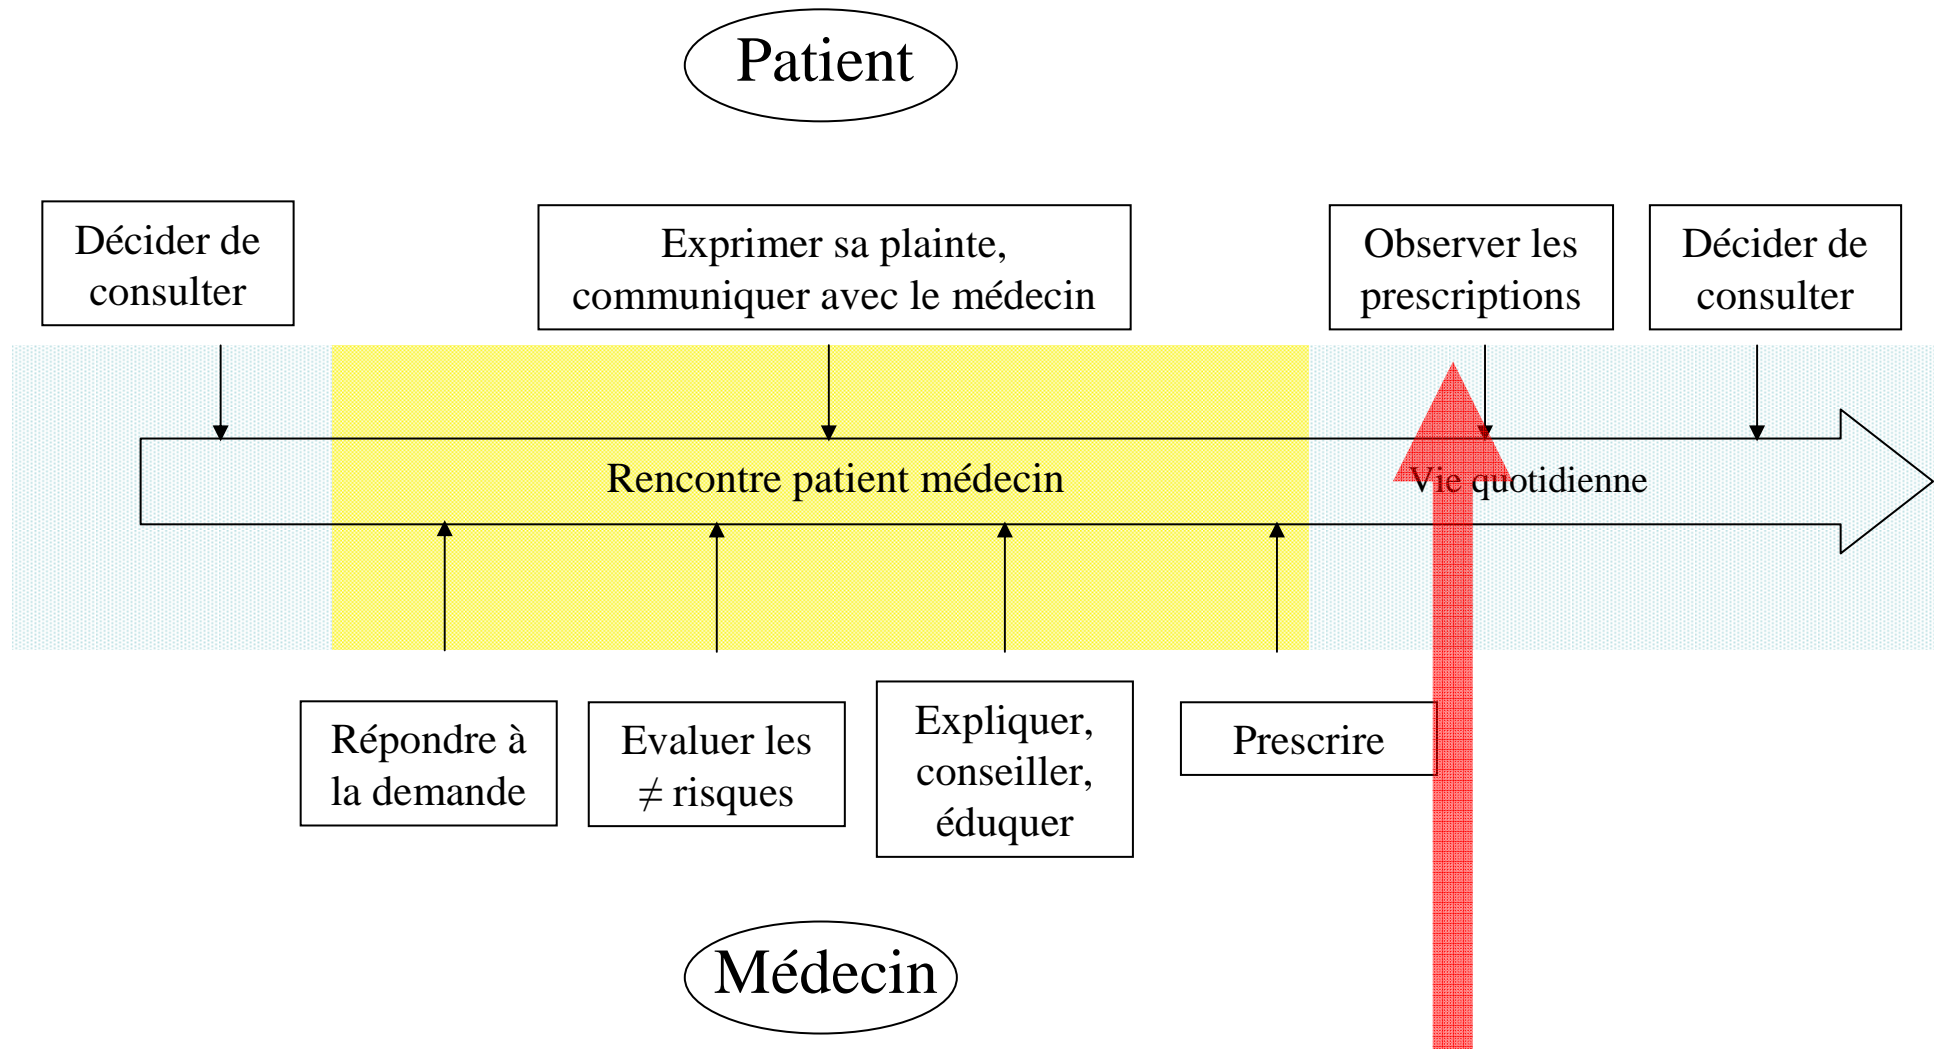 Patient
Décider de
consulter
Exprimer sa plainte,
communiquer avec le médecin
Observer les
prescriptions
Décider de
consulter
Rencontre patient médecin
Vie quotidienne
Répondre à
la demande
Evaluer les
≠ risques
Expliquer,
conseiller,
éduquer
Prescrire
Médecin